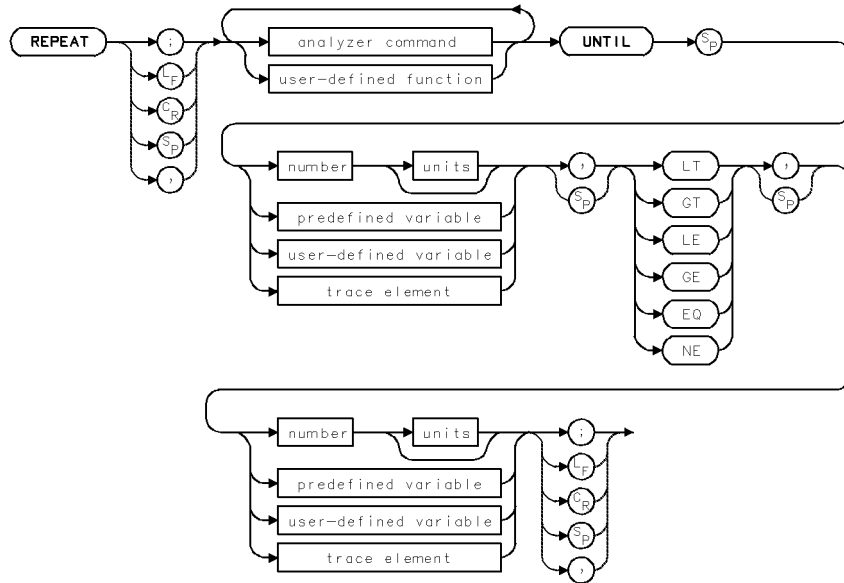 REPEAT ; analyzer command UNTIL SP
LF user-defined function
CR
SP
,
number units , LT ,
SP GT SP
predefined variable LE
user-defined variable GE
trace element EQ
NE
number units ;
LF
predefined variable CR
user-defined variable SP
trace element ,